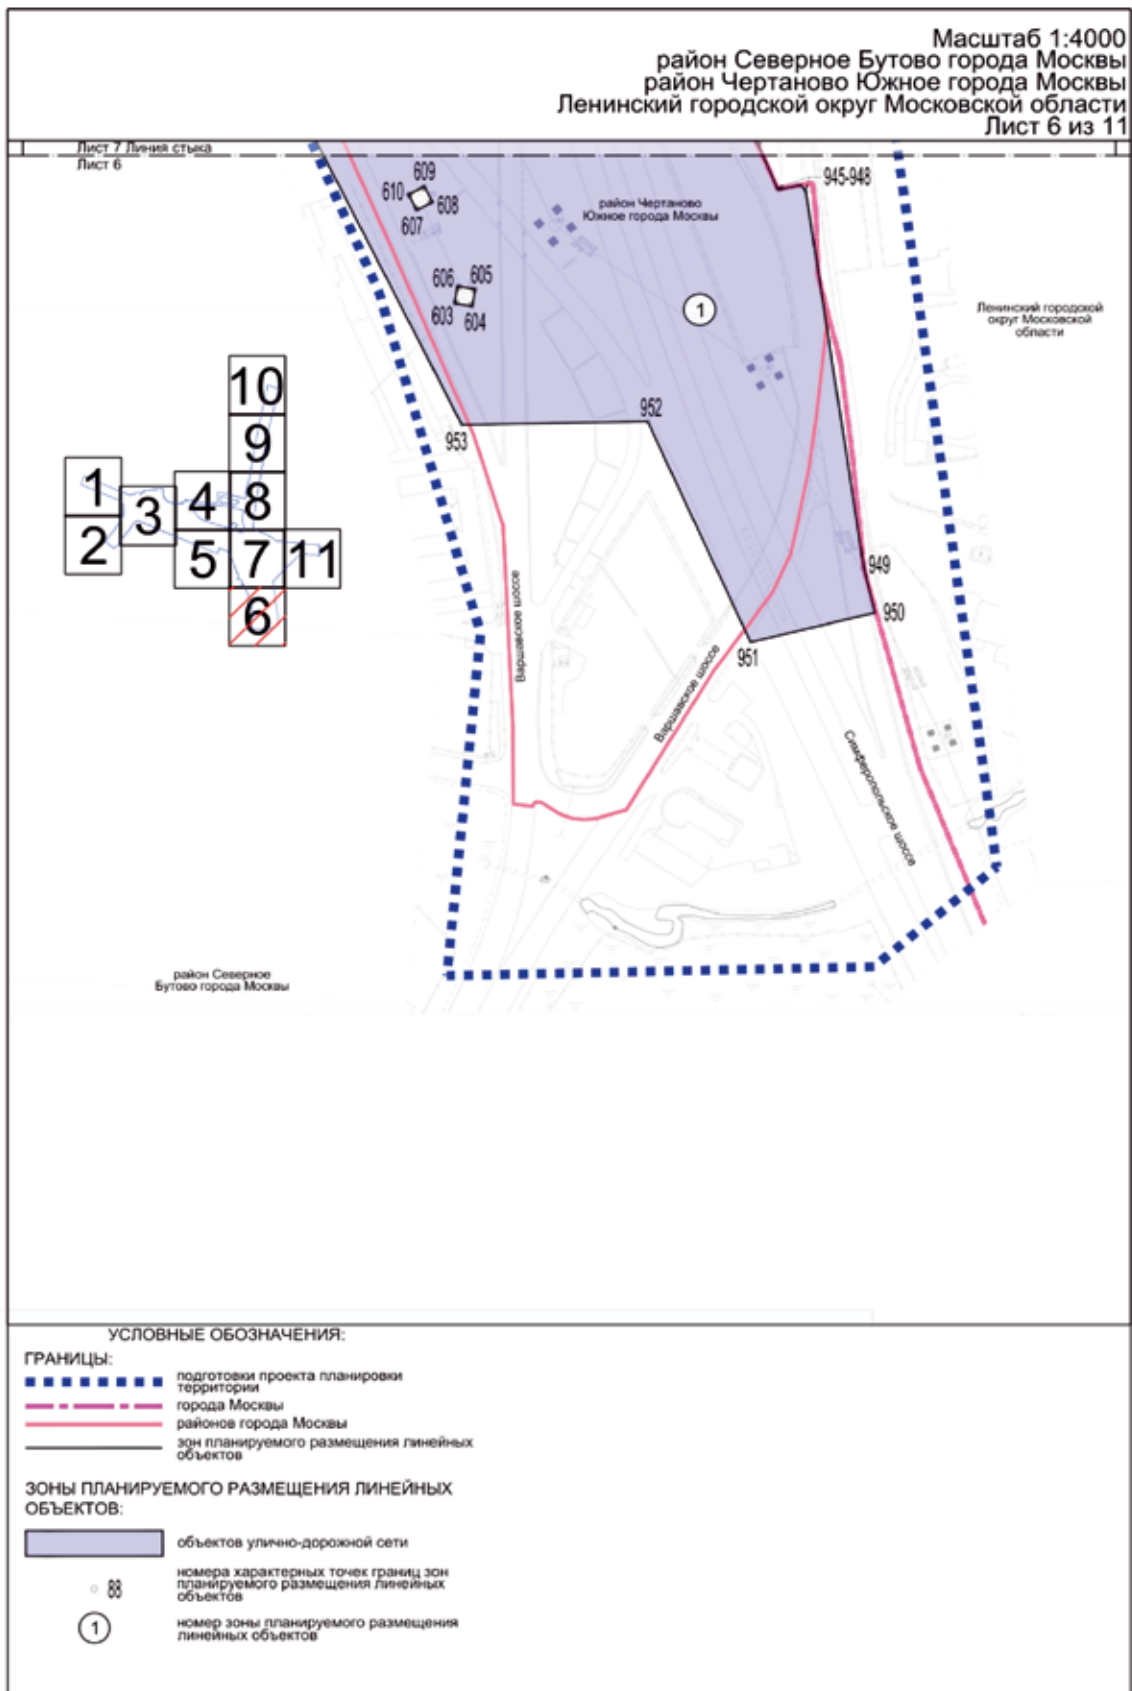 Масштаб 1:4000
район Северное Бутово города Москвы
район Чертаново Южное города Москвы
Ленинский городской округ Московской области
Лист 6 из 11
Лист 7 Линия стыка
Лист 6
609
610
608
607
район Чертаново
Южное города Москвы
945-948
606
605
603
604
1
Ленинский городской
округ Московской
области
952
953
10
9
1
4
8
3
2
5
7
11
6
949
950
951
Варшавское шоссе
Варшавское шоссе
Симферопольское шоссе
район Северное
Бутово города Москвы
УСЛОВНЫЕ ОБОЗНАЧЕНИЯ:
ГРАНИЦЫ:
подготовки проекта планировки
территории
города Москвы
районов города Москвы
зон планируемого размещения линейных
объектов
ЗОНЫ ПЛАНИРУЕМОГО РАЗМЕЩЕНИЯ ЛИНЕЙНЫХ
ОБЪЕКТОВ:
объектов улично-дорожной сети
88
номера характерных точек границ зон
планируемого размещения линейных
объектов
1
номер зоны планируемого размещения
линейных объектов